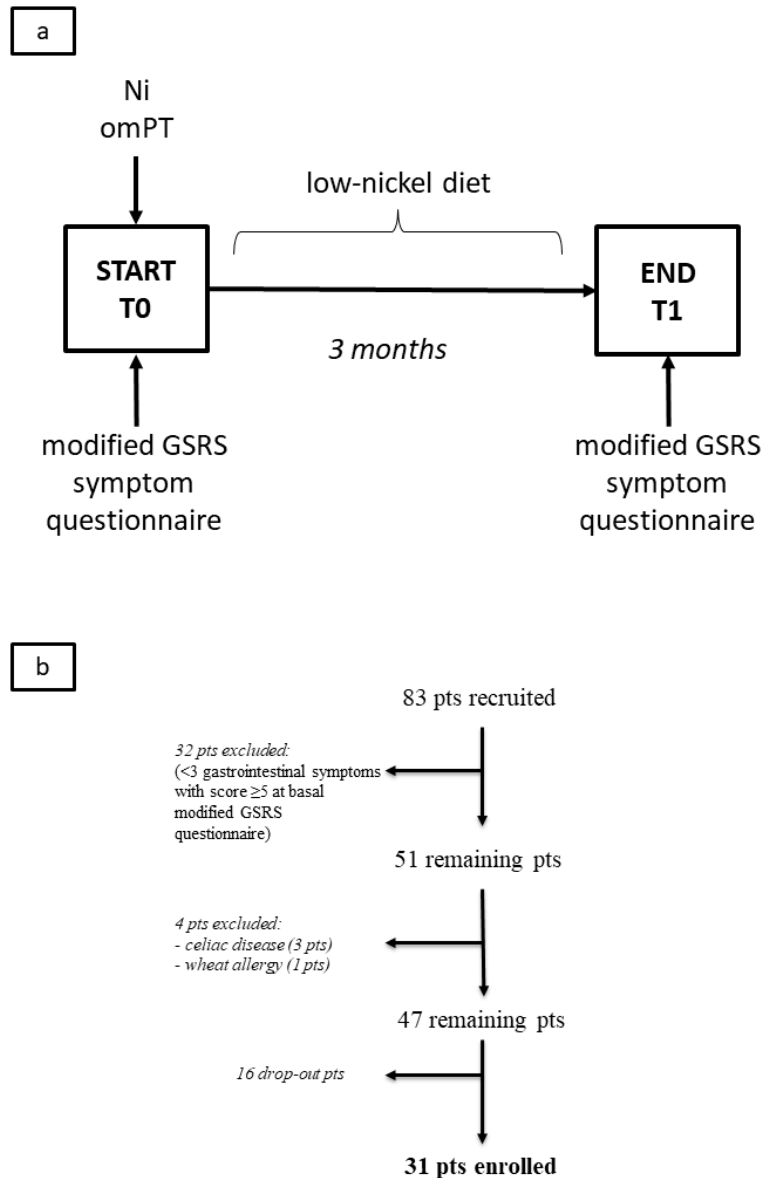 a
Ni
omPT
low-nickel diet
START
T0
END
T1
3 months
modified GSRS
symptom
questionnaire
modified GSRS
symptom
questionnaire
b
83 pts recruited
32 pts excluded:
(<3 gastrointestinal symptoms
with score ≥5 at basal
modified GSRS
questionnaire)
51 remaining pts
4 pts excluded:
- celiac disease (3 pts)
- wheat allergy (1 pts)
47 remaining pts
16 drop-out pts
31 pts enrolled